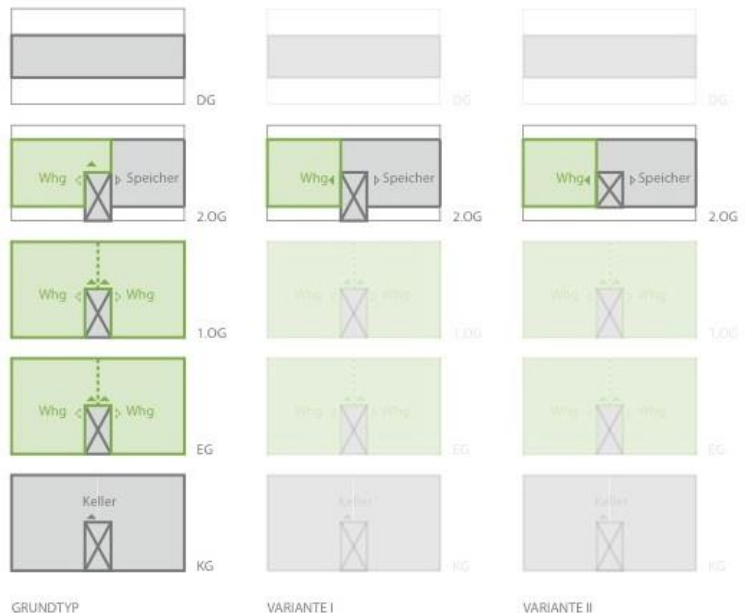 DG
DG
DG
Whg Speicher
2.OG
Whg Speicher
2.OG
Whg Speicher
2.OG
Whg Whg
1.OG
Whg Whg
1.OG
Whg Whg
1.OG
Whg Whg
EG
Whg Whg
EG
Whg Whg
EG
Keller
KG
Keller
KG
Keller
KG
GRUNDTYP
VARIANTE I
VARIANTE II